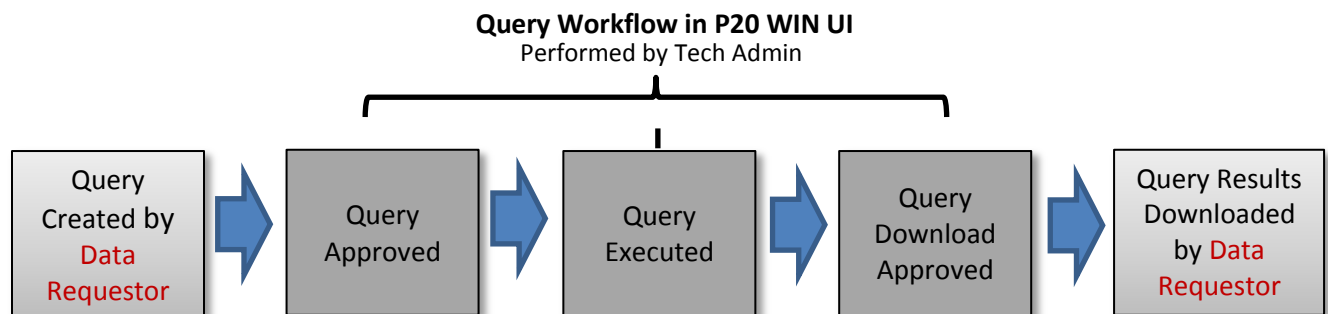 Query Workflow in P20 WIN UI
Performed by Tech Admin
Query
Created by
Data
Requestor
Query
Approved
Query
Executed
Query
Download
Approved
Query Results
Downloaded
by Data
Requestor